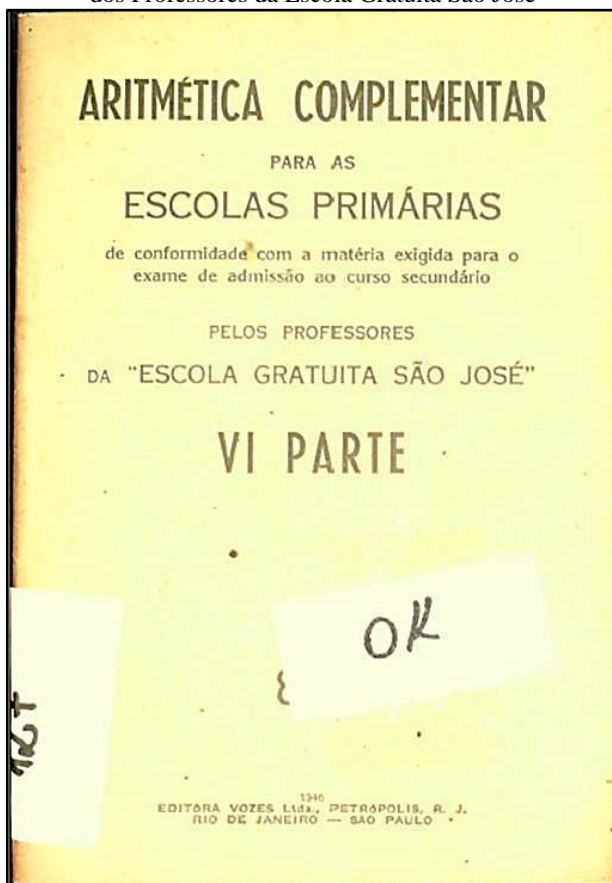 dos Professores da Escola Gratuita São José"
ARITMÉTICA COMPLEMENTAR
PARA AS
ESCOLAS PRIMÁRIAS
de conformidade com a matéria exigida para o
exame de admissão ao curso secundário
PELOS PROFESSORES
DA "ESCOLA GRATUITA SÃO JOSÉ"
VI PARTE
OK
1946
EDITORA VOZES Ltda., PETRÓPOLIS, R. J.
RIO DE JANEIRO — SÃO PAULO